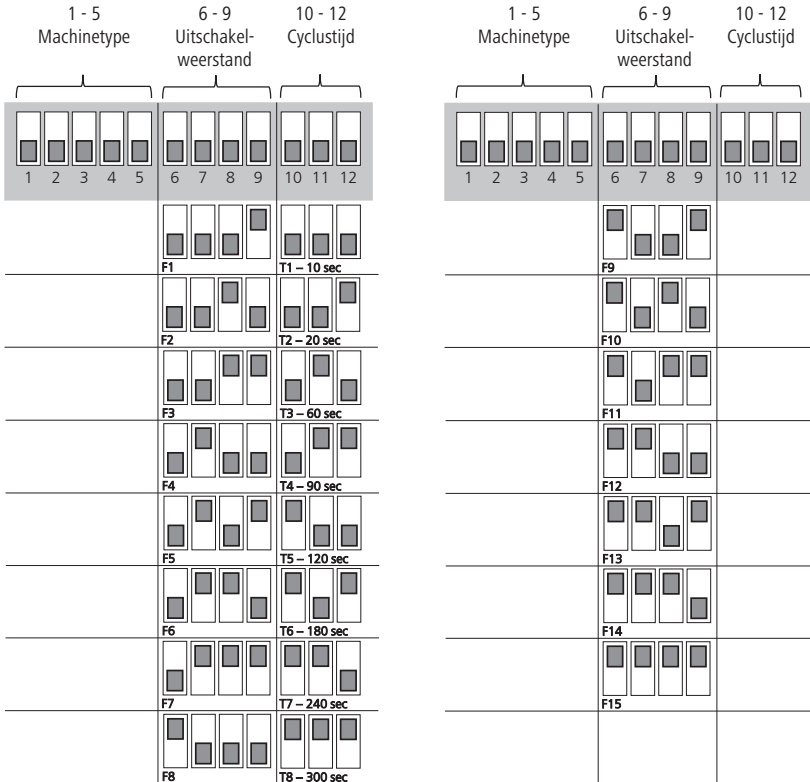 1 - 5 6 - 9 10 - 12
Machinetype Uitschakel- Cyclustijd
weerstand
1 2 3 4 5 6 7 8 9 10 11 12
F1 T1 – 10 sec
F2 T2 – 20 sec
F3 T3 – 60 sec
F4 T4 – 90 sec
F5 T5 – 120 sec
F6 T6 – 180 sec
F7 T7 – 240 sec
F8 T8 – 300 sec
1 - 5 6 - 9 10 - 12
Machinetype Uitschakel- Cyclustijd
weerstand
1 2 3 4 5 6 7 8 9 10 11 12
F9
F10
F11
F12
F13
F14
F15